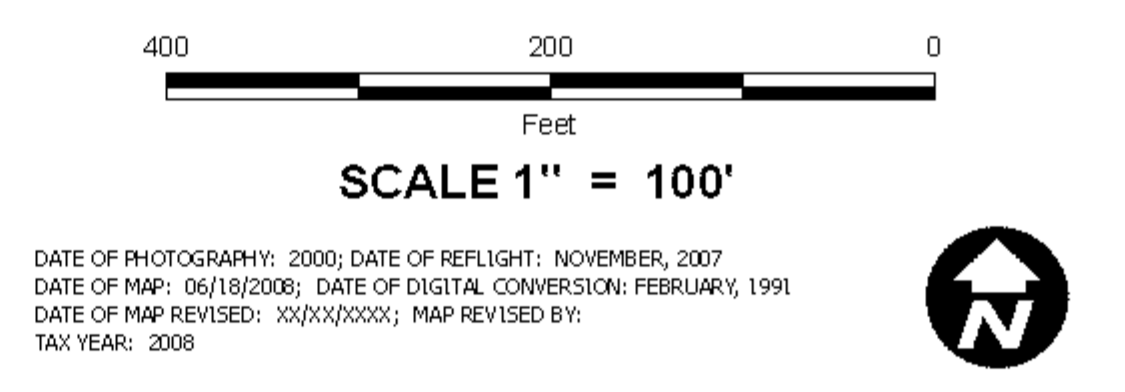 400 200 0
Feet
SCALE 1" = 100'
DATE OF PHOTOGRAPHY: 2000; DATE OF REFLIGHT: NOVEMBER, 2007
DATE OF MAP: 06/18/2008; DATE OF DIGITAL CONVERSION: FEBRUARY, 1991
DATE OF MAP REVISED: XX/XX/XXXX; MAP REVISED BY:
TAX YEAR: 2008
N